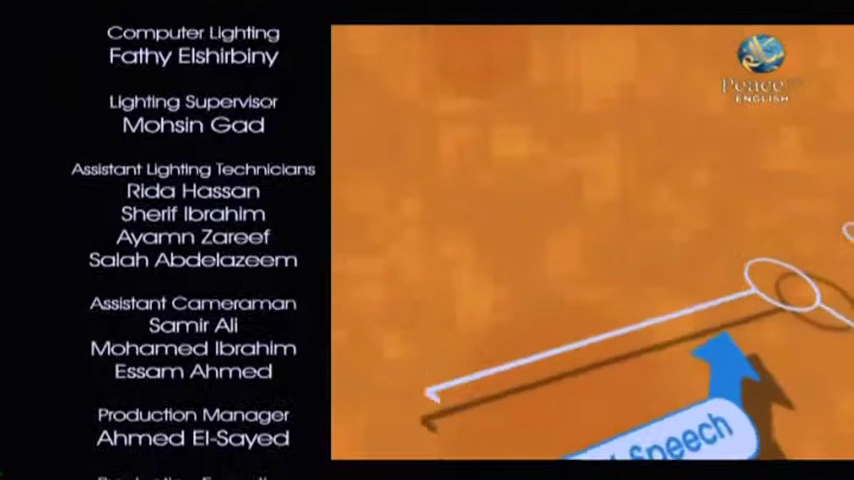 Computer Lighting
Fathy Elshirbiny
Lighting Supervisor
Mohsin Gad
Assistant Lighting Technicians
Rida Hassan
Sherif Ibrahim
Ayamn Zareef
Salah Abdelazeem
Assistant Cameraman
Samir Ali
Mohamed Ibrahim
Essam Ahmed
Production Manager
Ahmed El-Sayed
Peace
ENGLISH
Speech